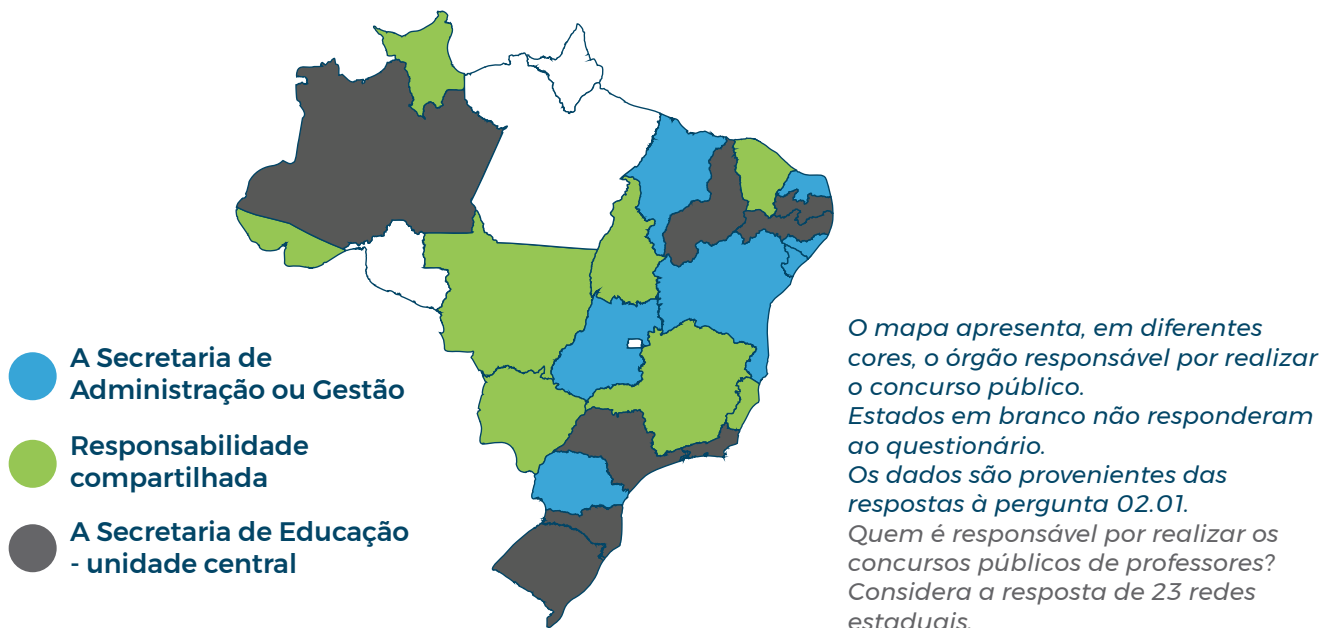 A Secretaria de
Administração ou Gestão
Responsabilidade
compartilhada
A Secretaria de Educação
- unidade central
O mapa apresenta, em diferentes
cores, o órgão responsável por realizar
o concurso público.
Estados em branco não responderam
ao questionário.
Os dados são provenientes das
respostas à pergunta 02.01.
Quem é responsável por realizar os
concursos públicos de professores?
Considera a resposta de 23 redes
estaduais.